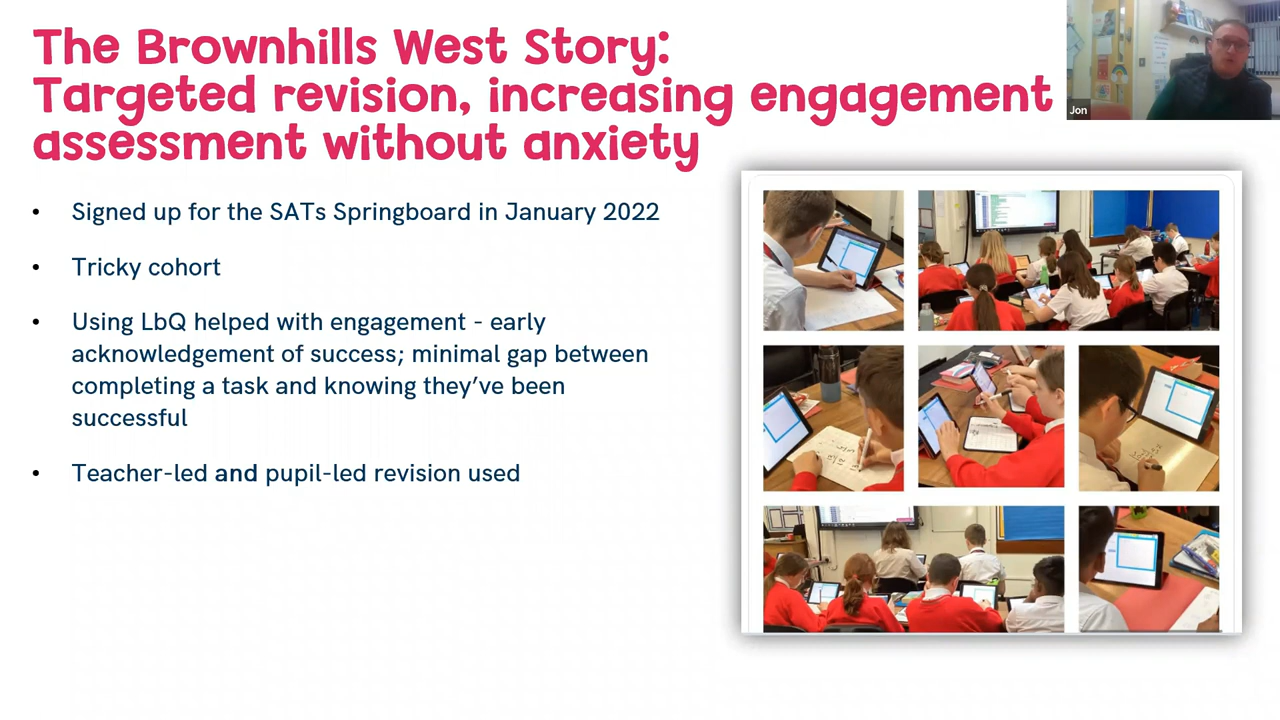 The Brownhills West Story:
Targeted revision, increasing engagement
assessment without anxiety
Jon
• Signed up for the SATs Springboard in January 2022
• Tricky cohort
• Using LbQ helped with engagement - early
acknowledgement of success; minimal gap between
completing a task and knowing they’ve been
successful
• Teacher-led and pupil-led revision used